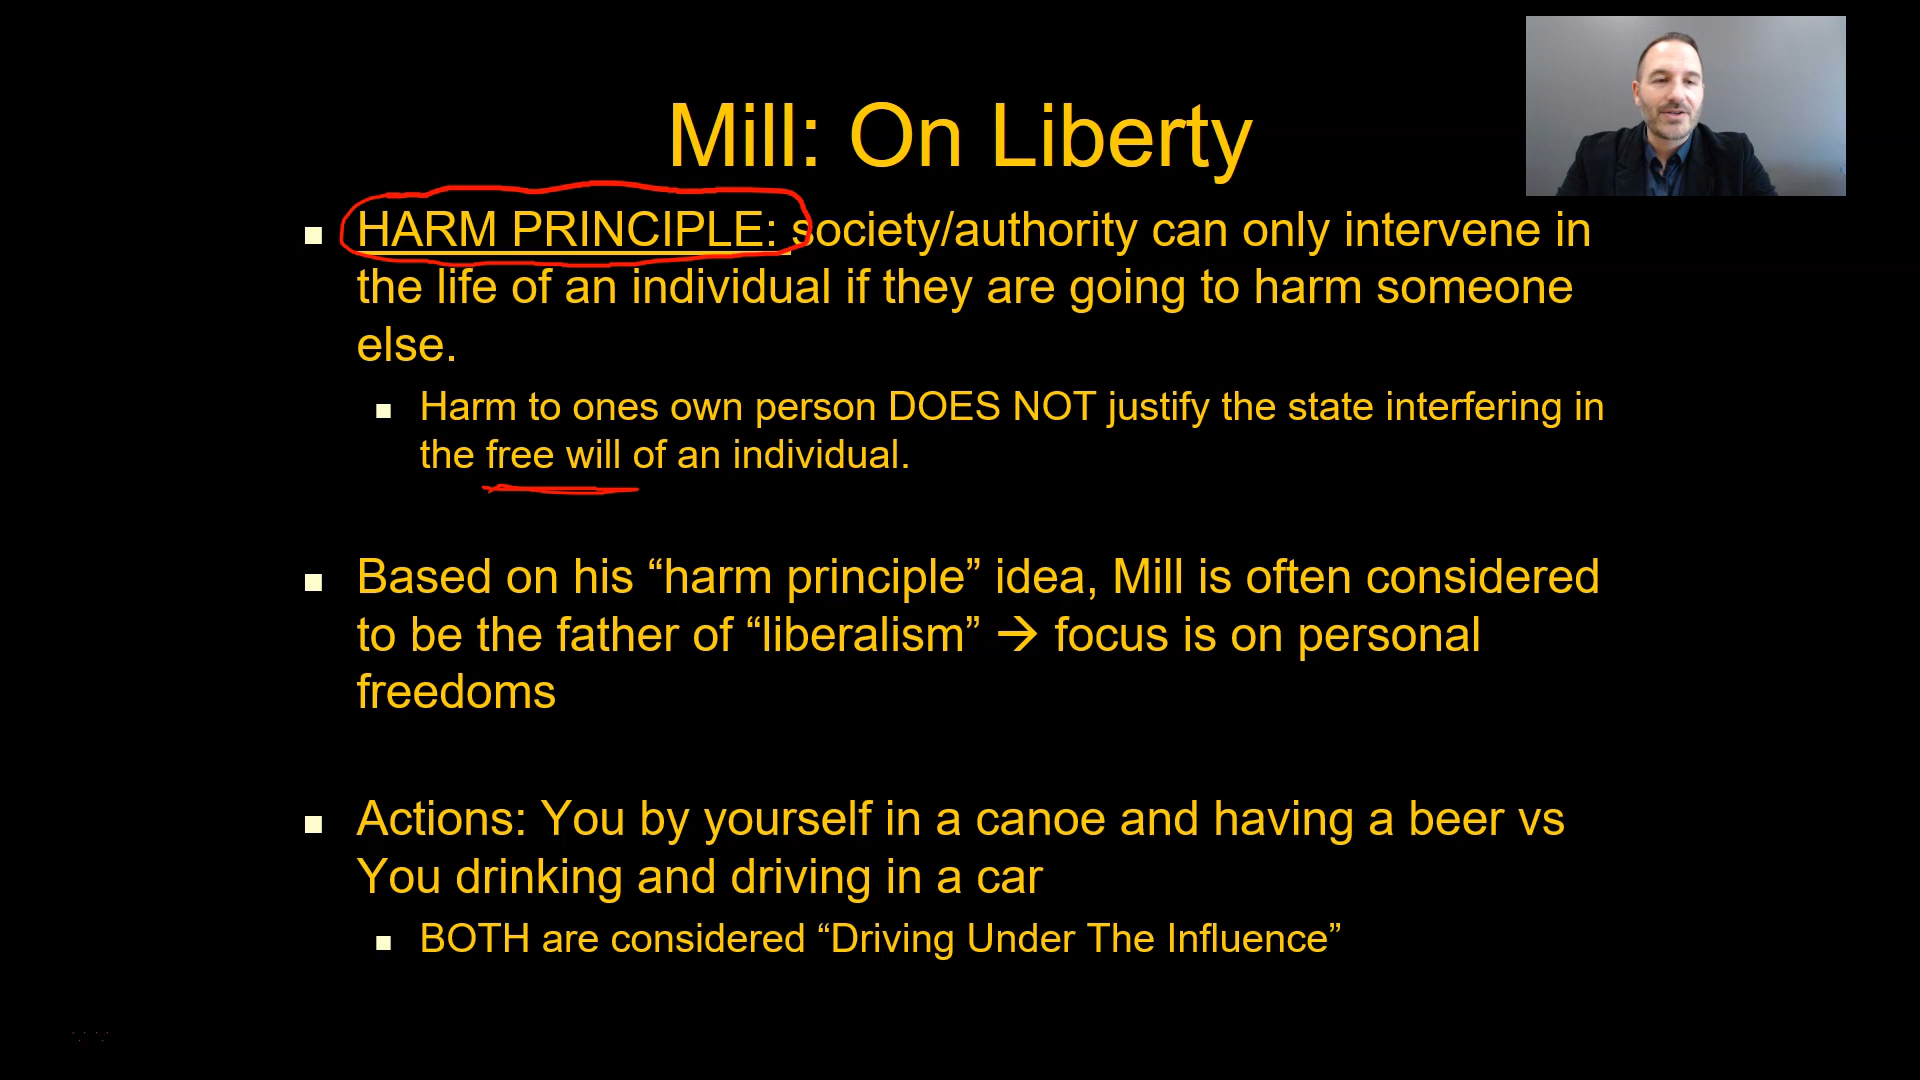 Mill: On Liberty
HARM PRINCIPLE: society/authority can only intervene in
the life of an individual if they are going to harm someone
else.
Harm to ones own person DOES NOT justify the state interfering in
the free will of an individual.
Based on his “harm principle” idea, Mill is often considered
to be the father of “liberalism” → focus is on personal
freedoms
Actions: You by yourself in a canoe and having a beer vs
You drinking and driving in a car
BOTH are considered “Driving Under The Influence”